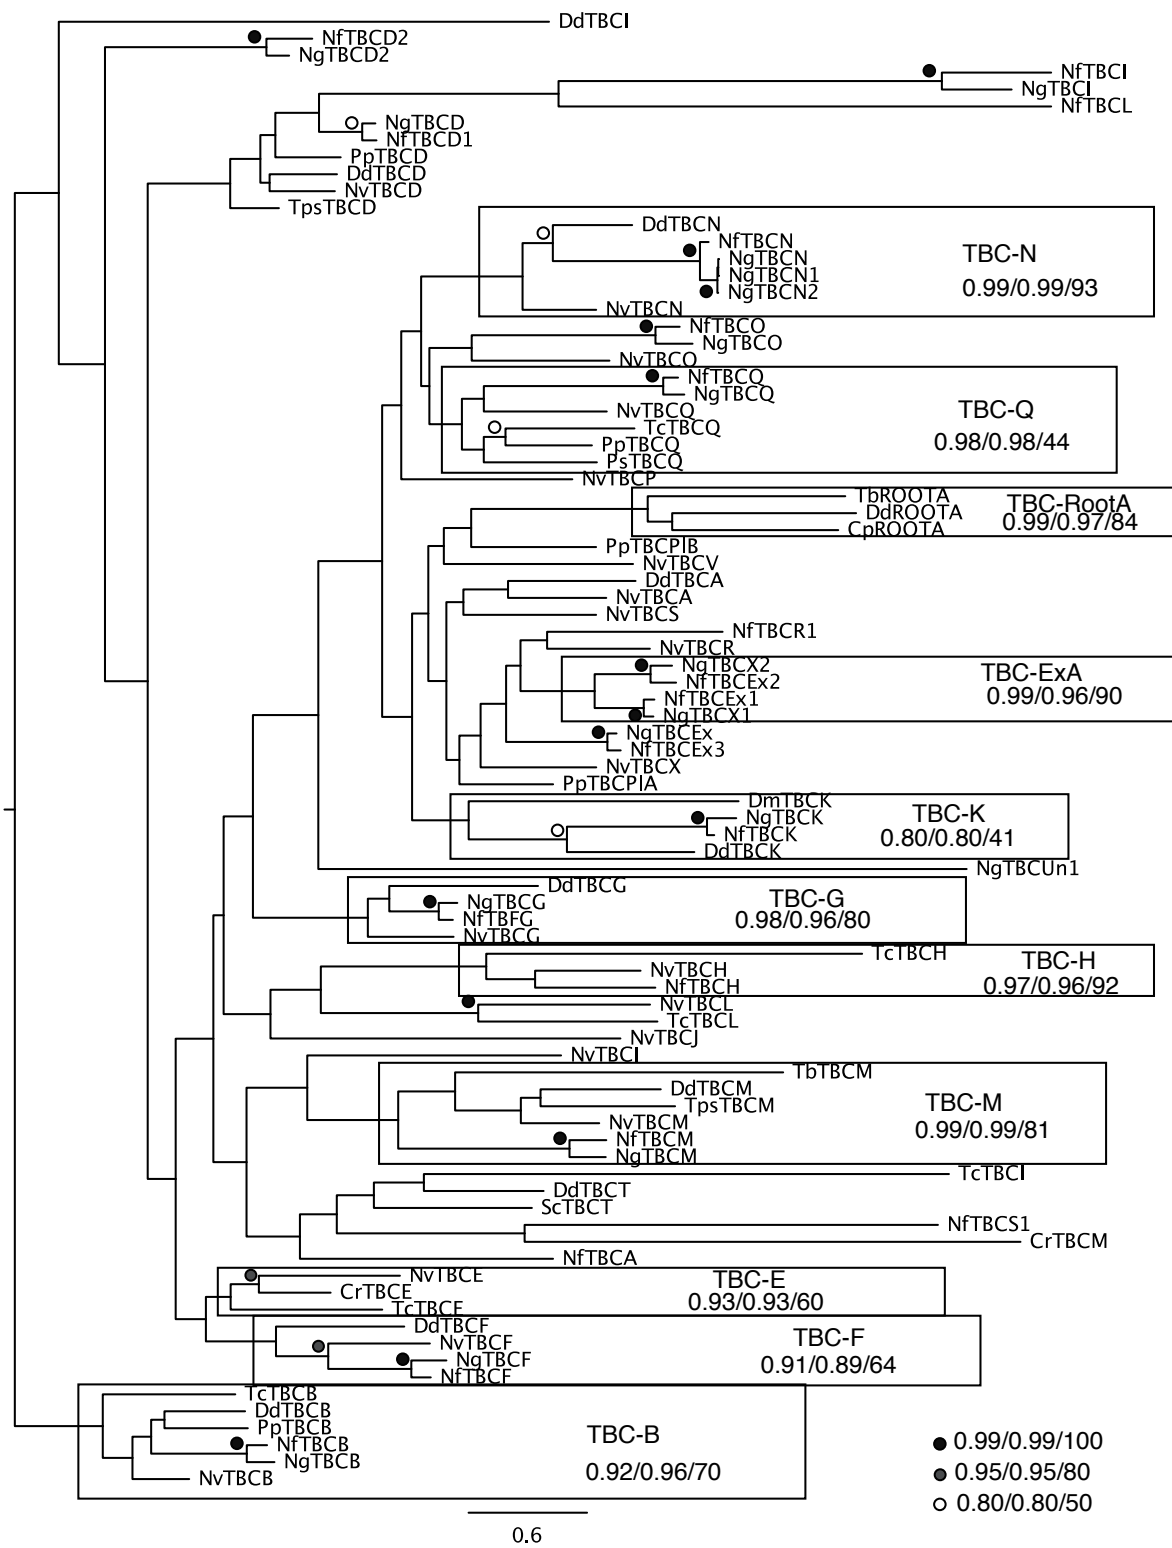 DdTBCI
NfTBCD2
NgTBCD2
NfTBCI
NgTBCI
NfTBCL
NgTBCD
NfTBCD1
PpTBCD
DdTBCD
NvTBCD
TpsTBCD
DdTBCN
NfTBCN
NgTBCN
NgTBCN1
NgTBCN2
NvTBCN
TBC-N
0.99/0.99/93
NfTBCO
NgTBCO
NvTBCO
NfTBCQ
NgTBCQ
NvTBCQ
TcTBCQ
PpTBCQ
PsTBCQ
TBC-Q
0.98/0.98/44
NvTBCP
TbROOTA
DdROOTA
CpROOTA
TBC-RootA
0.99/0.97/84
PpTBCPIB
NvTBCV
DdTBCA
NvTBCA
NvTBCS
NfTBCR1
NvTBCR
NgTBCX2
NfTBCEx2
NfTBCEx1
NgTBCX1
TBC-ExA
0.99/0.96/90
NgTBCEx
NfTBCEx3
NvTBCX
PpTBCPIA
DmTBCK
NgTBCK
NfTBCK
DdTBCK
TBC-K
0.80/0.80/41
NgTBCUn1
DdTBCG
NgTBCG
NfTBFG
NvTBCG
TBC-G
0.98/0.96/80
TcTBCH
NvTBCH
NfTBCH
TBC-H
0.97/0.96/92
NvTBCL
TcTBCL
NvTBCJ
NvTBCI
TbTBCM
DdTBCM
TpsTBCM
NvTBCM
NfTBCM
NgTBCM
TBC-M
0.99/0.99/81
TcTBCI
DdTBCT
ScTBCT
NfTBCS1
CrTBCM
NfTBCA
NvTBCE
CrTBCE
TcTBCE
TBC-E
0.93/0.93/60
DdTBCF
NvTBCF
NgTBCF
NfTBCF
TBC-F
0.91/0.89/64
TcTBCB
DdTBCB
PpTBCB
NfTBCB
NgTBCB
NvTBCB
TBC-B
0.92/0.96/70
0.99/0.99/100
0.95/0.95/80
0.80/0.80/50
0.6